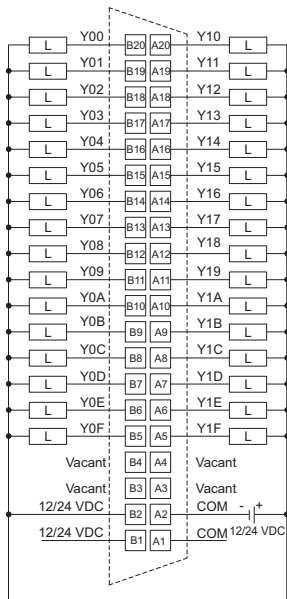 L Y00 B20 A20 Y10 L
L Y01 B19 A19 Y11 L
L Y02 B18 A18 Y12 L
L Y03 B17 A17 Y13 L
L Y04 B16 A16 Y14 L
L Y05 B15 A15 Y15 L
L Y06 B14 A14 Y16 L
L Y07 B13 A13 Y17 L
L Y08 B12 A12 Y18 L
L Y09 B11 A11 Y19 L
L Y0A B10 A10 Y1A L
L Y0B B9 A9 Y1B L
L Y0C B8 A8 Y1C L
L Y0D B7 A7 Y1D L
L Y0E B6 A6 Y1E L
L Y0F B5 A5 Y1F L
Vacant B4 A4 Vacant
Vacant B3 A3 Vacant
12/24 VDC B2 A2 COM - +
12/24 VDC B1 A1 COM 12/24 VDC